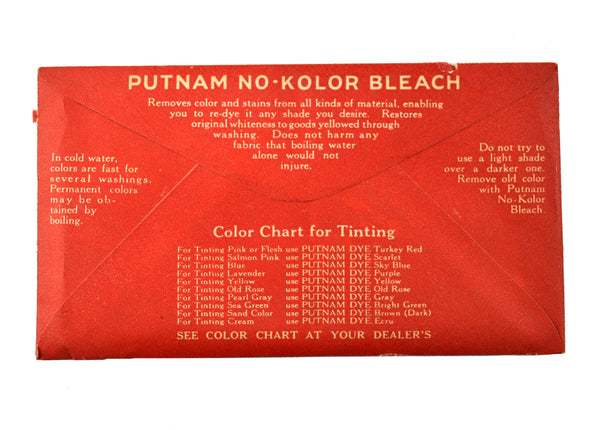 PUTNAM NO-KOLOR BLEACH
Removes color and stains from all kinds of material, enabling
you to re-dye it any shade you desire. Restores
original whiteness to goods yellowed through
washing. Does not harm any
fabric that boiling water
alone would not
injure.
In cold water,
colors are fast for
several washings.
Permanent colors
may be ob-
tained by
boiling.
Do not try to
use a light shade
over a darker one.
Remove old color
with Putnam
No-Kolor
Bleach.
Color Chart for Tinting
For Tinting Pink or Flesh use PUTNAM DYE Turkey Red
For Tinting Salmon Pink use PUTNAM DYE Scarlet
For Tinting Blue use PUTNAM DYE Sky Blue
For Tinting Lavender use PUTNAM DYE Purple
For Tinting Yellow use PUTNAM DYE Yellow
For Tinting Old Rose use PUTNAM DYE Old Rose
For Tinting Pearl Gray use PUTNAM DYE Gray
For Tinting Sea Green use PUTNAM DYE Bright Green
For Tinting Sand Color use PUTNAM DYE Brown (Dark)
For Tinting Cream use PUTNAM DYE Ecru
SEE COLOR CHART AT YOUR DEALER'S